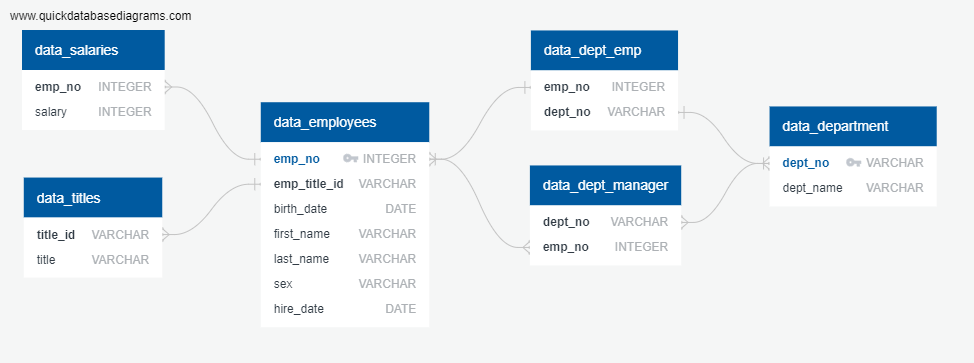 www.quickdatabasediagrams.com
data_salaries
emp_no INTEGER
salary INTEGER
data_titles
title_id VARCHAR
title VARCHAR
data_employees
emp_no INTEGER
emp_title_id VARCHAR
birth_date DATE
first_name VARCHAR
last_name VARCHAR
sex VARCHAR
hire_date DATE
data_dept_emp
emp_no INTEGER
dept_no VARCHAR
data_dept_manager
dept_no VARCHAR
emp_no INTEGER
data_department
dept_no VARCHAR
dept_name VARCHAR